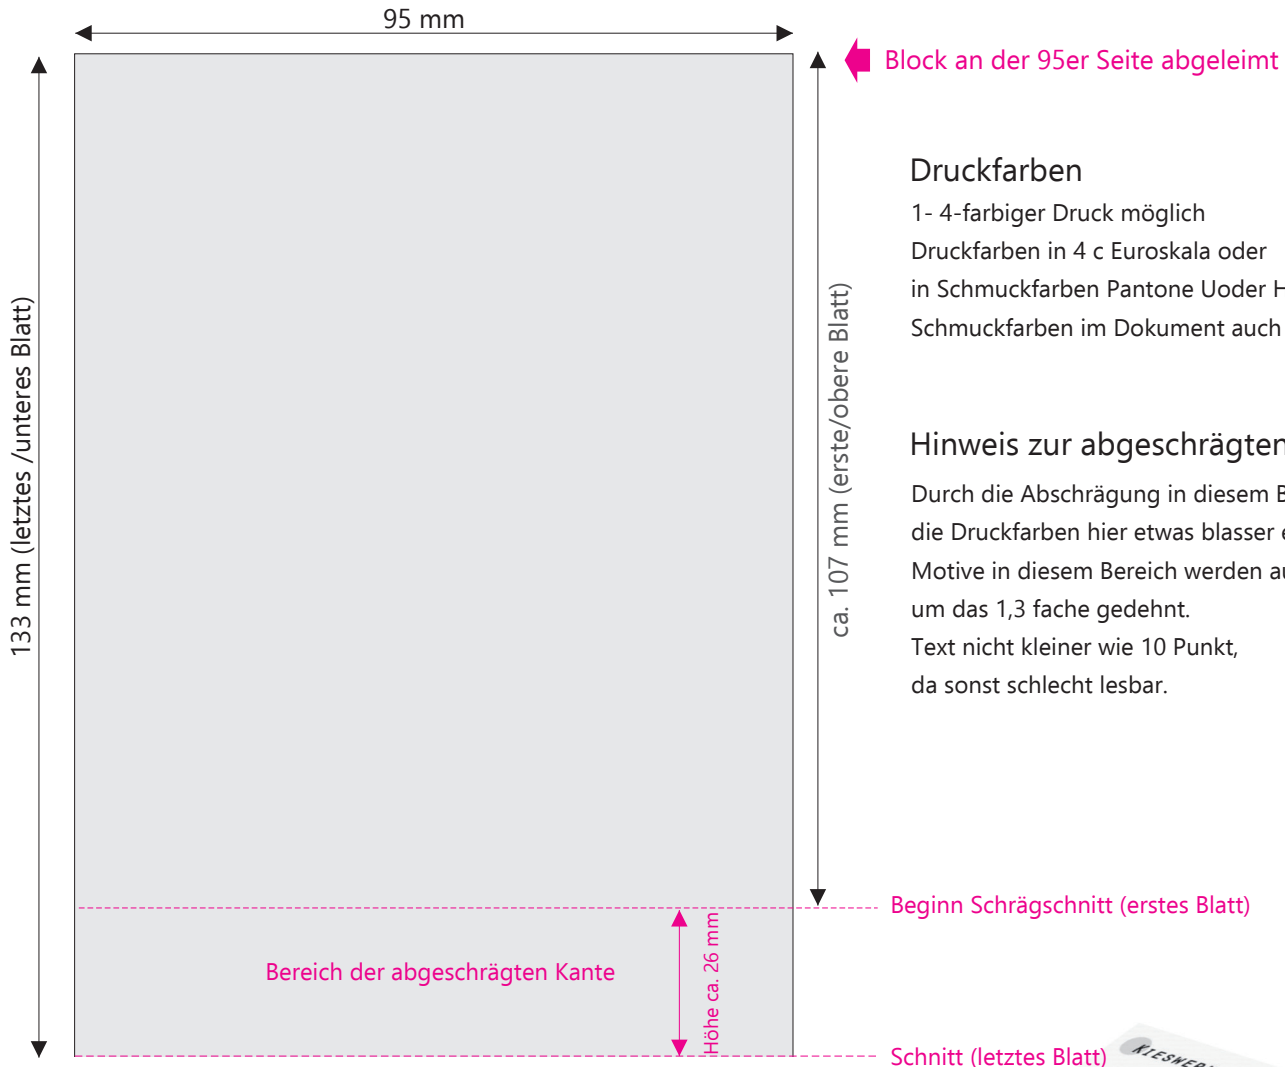 95 mm
Block an der 95er Seite abgeleimt
Druckfarben
1- 4-farbiger Druck möglich
Druckfarben in 4 c Euroskala oder
in Schmuckfarben Pantone Uoder H
Schmuckfarben im Dokument auch
133 mm (letztes /unteres Blatt)
ca. 107 mm (erste/obere Blatt)
Hinweis zur abgeschrägten
Durch die Abschrägung in diesem B
die Druckfarben hier etwas blasser e
Motive in diesem Bereich werden au
um das 1,3 fache gedehnt.
Text nicht kleiner wie 10 Punkt,
da sonst schlecht lesbar.
Beginn Schrägschnitt (erstes Blatt)
Bereich der abgeschrägten Kante
Höhe ca. 26 mm
Schnitt (letztes Blatt)